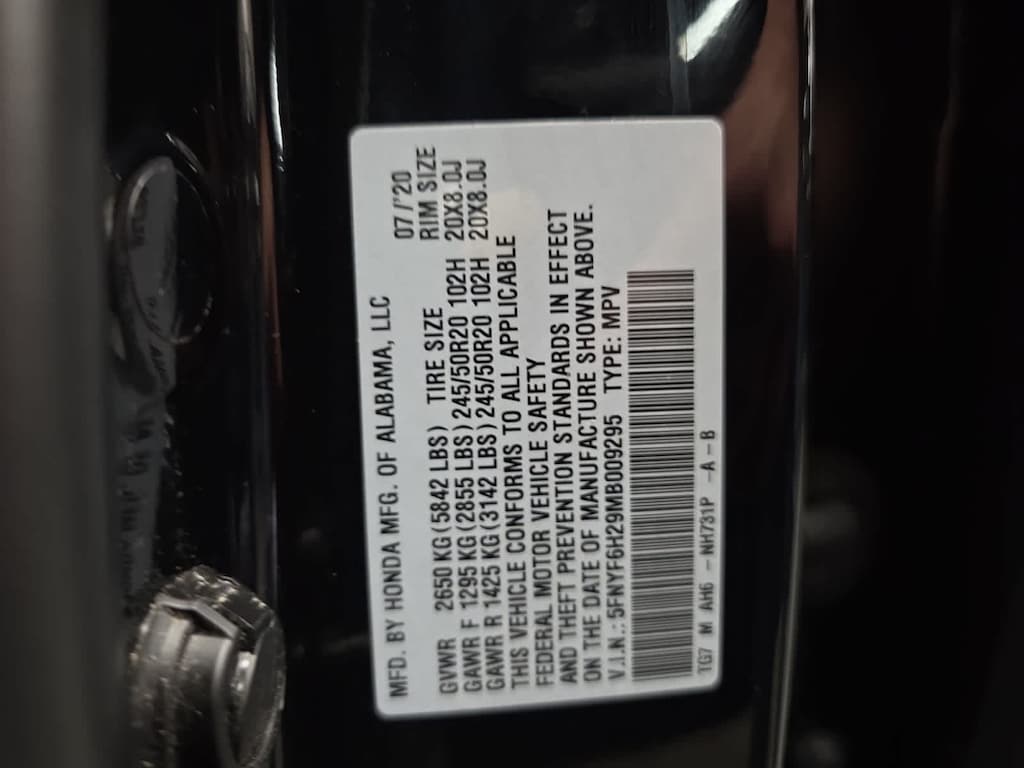 MFD. BY HONDA MFG. OF ALABAMA, LLC 07/'20
GVWR 2650 KG(5842 LBS) TIRE SIZE RIM SIZE
GAWR F 1295 KG(2855 LBS)245/50R20 102H 20X8.0J
GAWR R 1425 KG(3142 LBS)245/50R20 102H 20X8.0J
THIS VEHICLE CONFORMS TO ALL APPLICABLE
FEDERAL MOTOR VEHICLE SAFETY
AND THEFT PREVENTION STANDARDS IN EFFECT
ON THE DATE OF MANUFACTURE SHOWN ABOVE.
V.I.N.: 5FNYF6H29MB009295 TYPE: MPV
TG7 M AH6 -NH731P -A-B